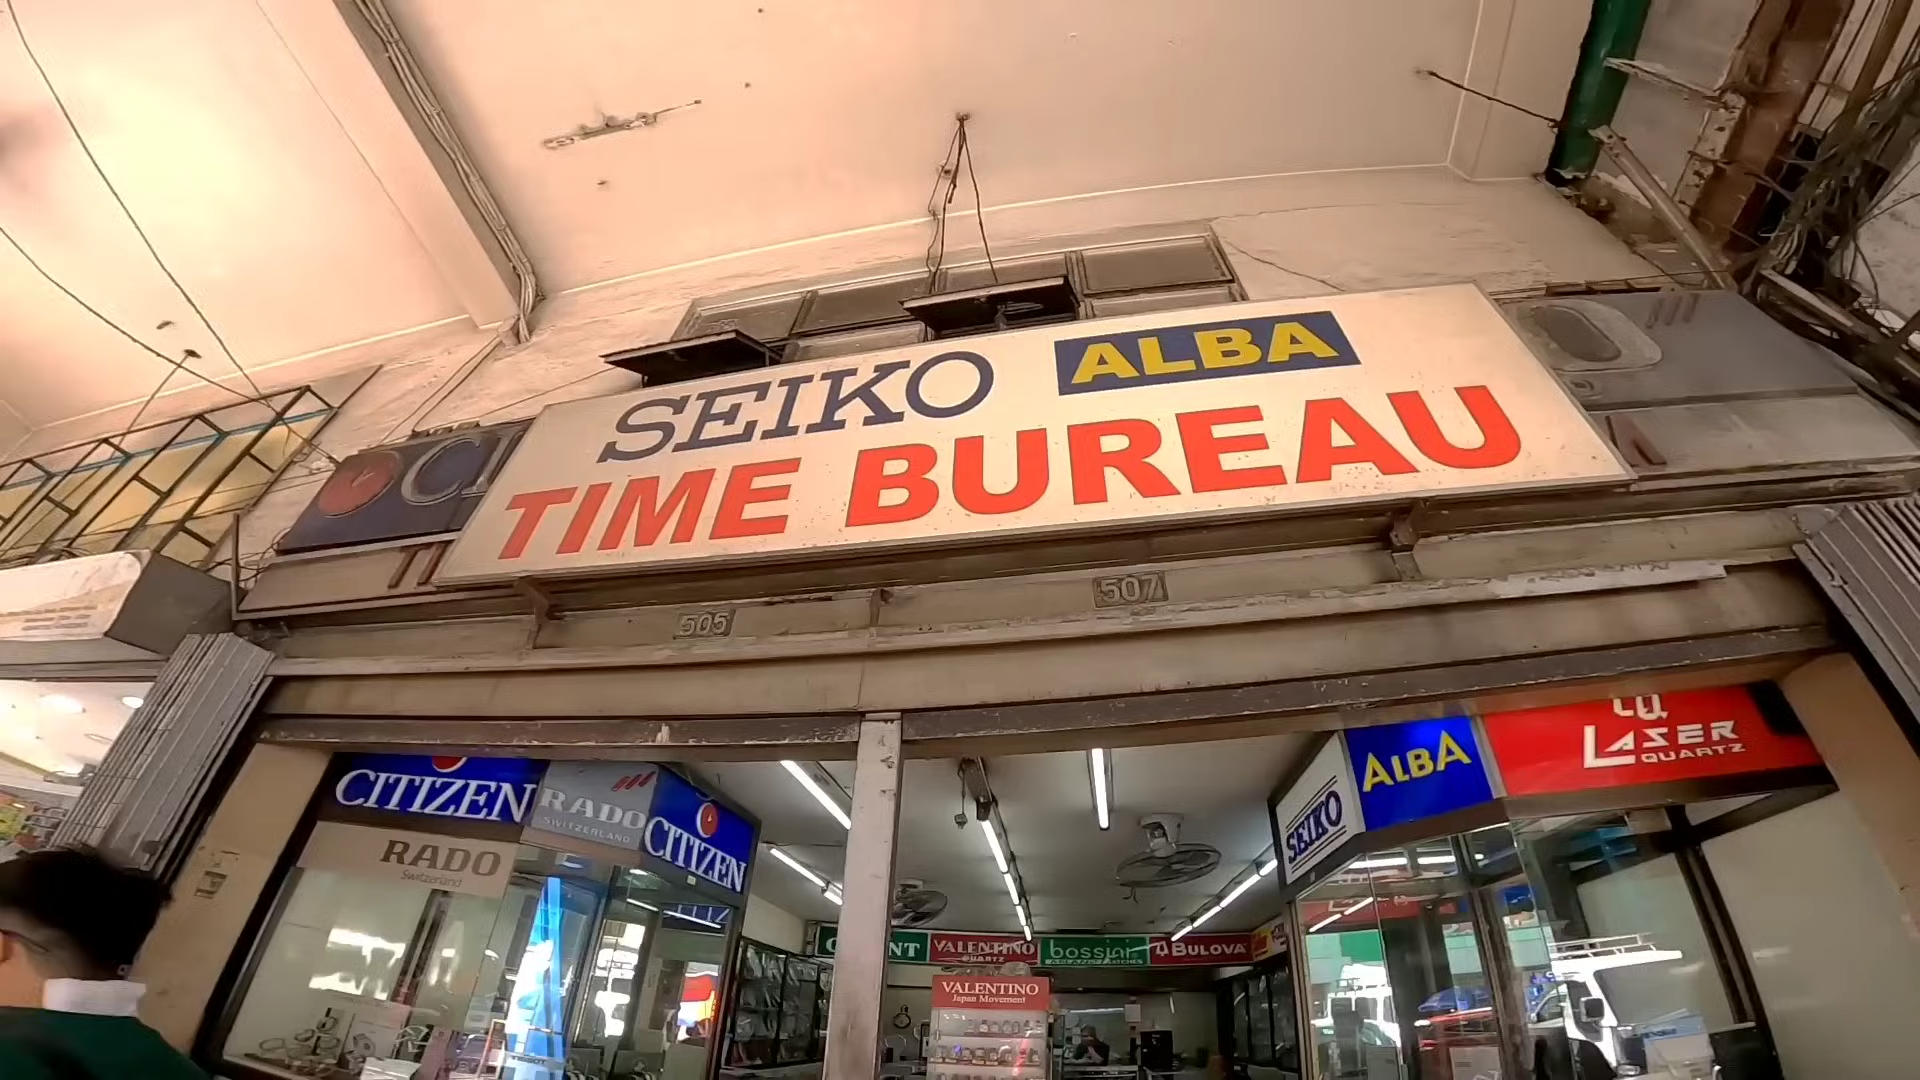 SEIKO ALBA
TIME BUREAU
CI
505
507
CITIZEN
RADO
SWITZERLAND
CITIZEN
RADO
Switzerland
SEIKO
ALBA
LASER
QUARTZ
VALENTINO
QUARTZ
bossini
BULOVA
VALENTINO
Japan Movement